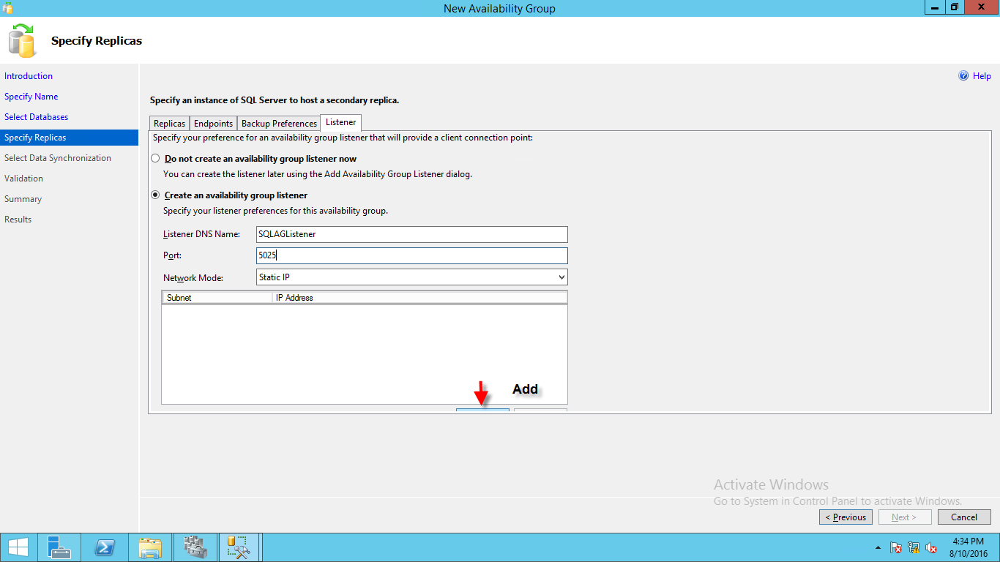 New Availability Group
Specify Replicas
Introduction
Specify Name
Select Databases
Specify Replicas
Select Data Synchronization
Validation
Summary
Results
Help
Specify an instance of SQL Server to host a secondary replica.
Replicas Endpoints Backup Preferences Listener
Specify your preference for an availability group listener that will provide a client connection point:
Do not create an availability group listener now
You can create the listener later using the Add Availability Group Listener dialog.
Create an availability group listener
Specify your listener preferences for this availability group.
Listener DNS Name: SQLAGListener
Port: 5025
Network Mode: Static IP
Subnet IP Address
Add
Activate Windows
Go to System in Control Panel to activate Windows.
< Previous Next > Cancel
4:34 PM
8/10/2016